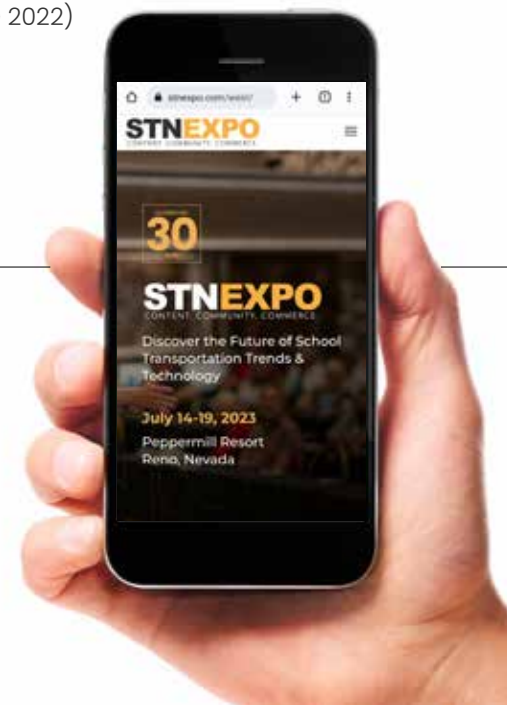 2022)
stnexpo.com/west/
STNEXPO
CONTENT. COMMUNITY. COMMERCE.
30
STNEXPO
CONTENT. COMMUNITY. COMMERCE.
Discover the Future of School
Transportation Trends &
Technology
July 14-19, 2023
Peppermill Resort
Reno, Nevada